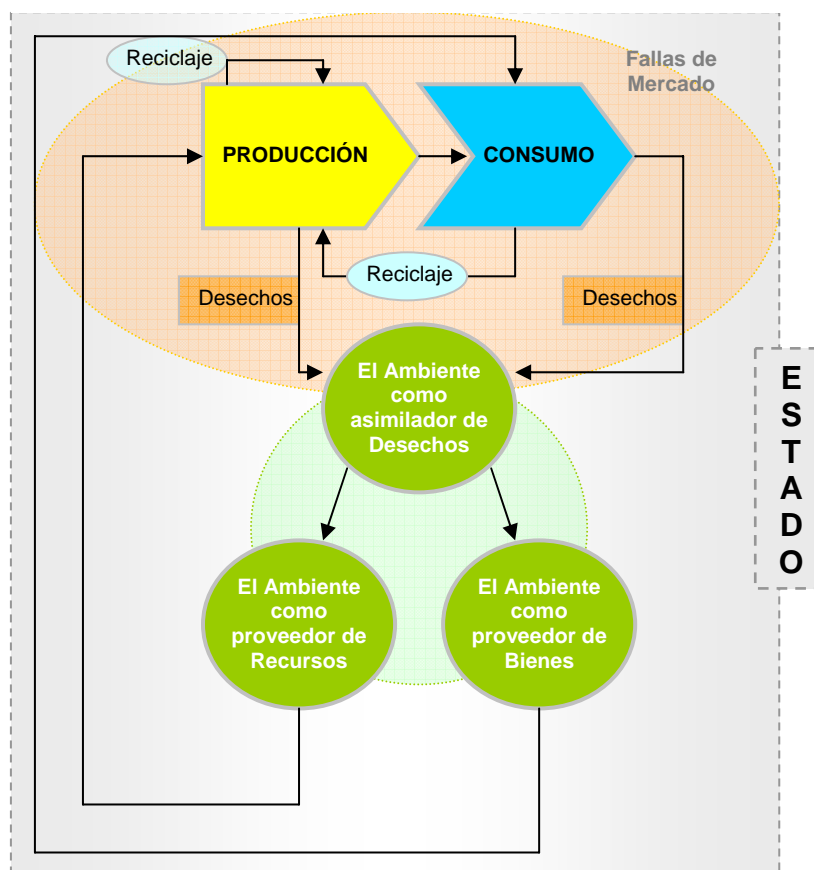 Reciclaje
Fallas de
Mercado
PRODUCCIÓN
CONSUMO
Reciclaje
Desechos
Desechos
El Ambiente
como
asimilador de
Desechos
E
S
T
A
D
O
El Ambiente
como
proveedor de
Recursos
El Ambiente
como
proveedor de
Bienes